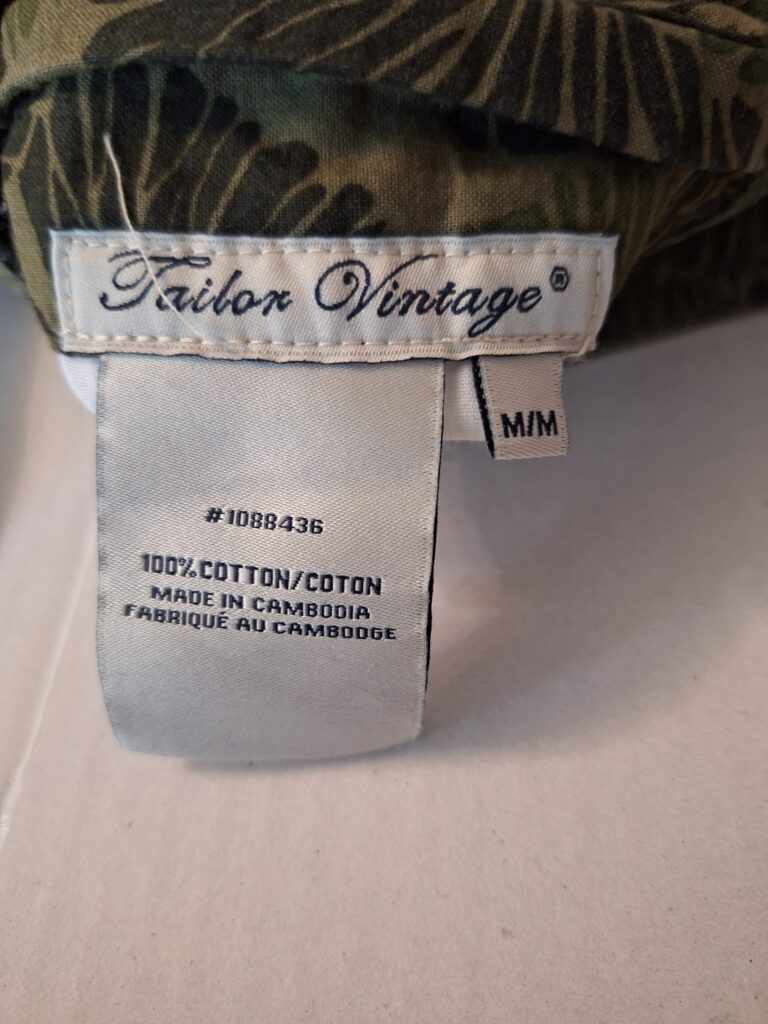 Tailor Vintage®
M/M
#1088436
100%COTTON/COTON
MADE IN CAMBODIA
FABRIQUÉ AU CAMBODGE